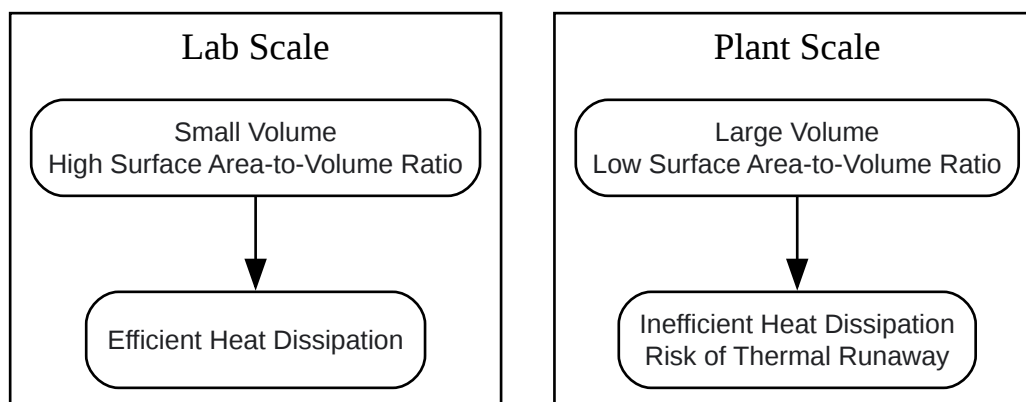 Lab Scale
Small Volume
High Surface Area-to-Volume Ratio
Efficient Heat Dissipation
Plant Scale
Large Volume
Low Surface Area-to-Volume Ratio
Inefficient Heat Dissipation
Risk of Thermal Runaway